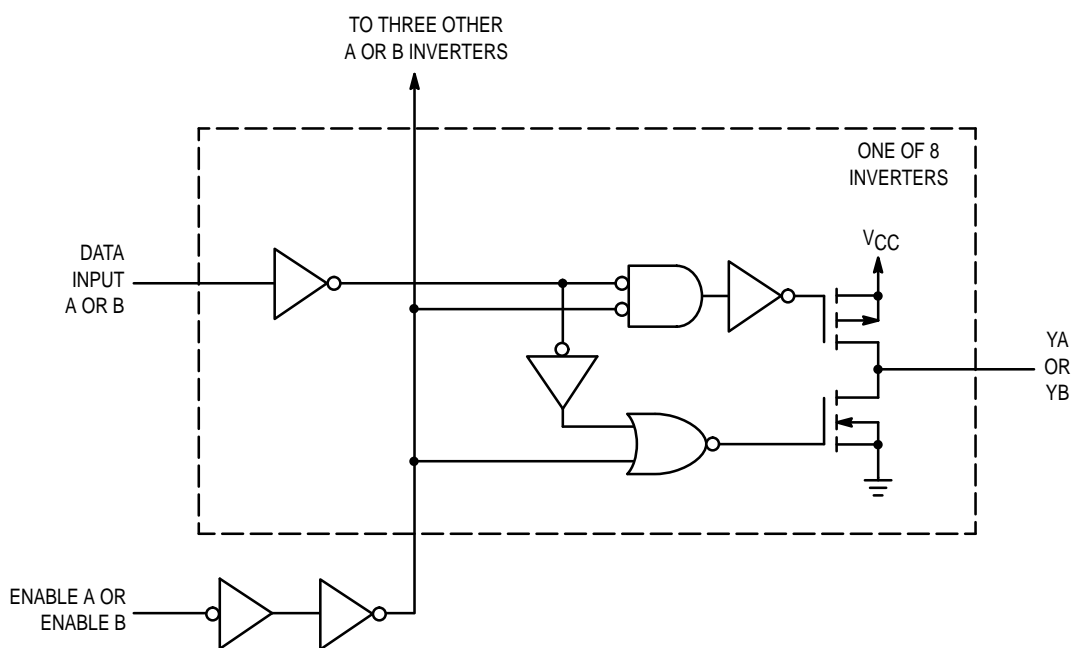 TO THREE OTHER
A OR B INVERTERS
ONE OF 8
INVERTERS
VCC
DATA
INPUT
A OR B
YA
OR
YB
ENABLE A OR
ENABLE B